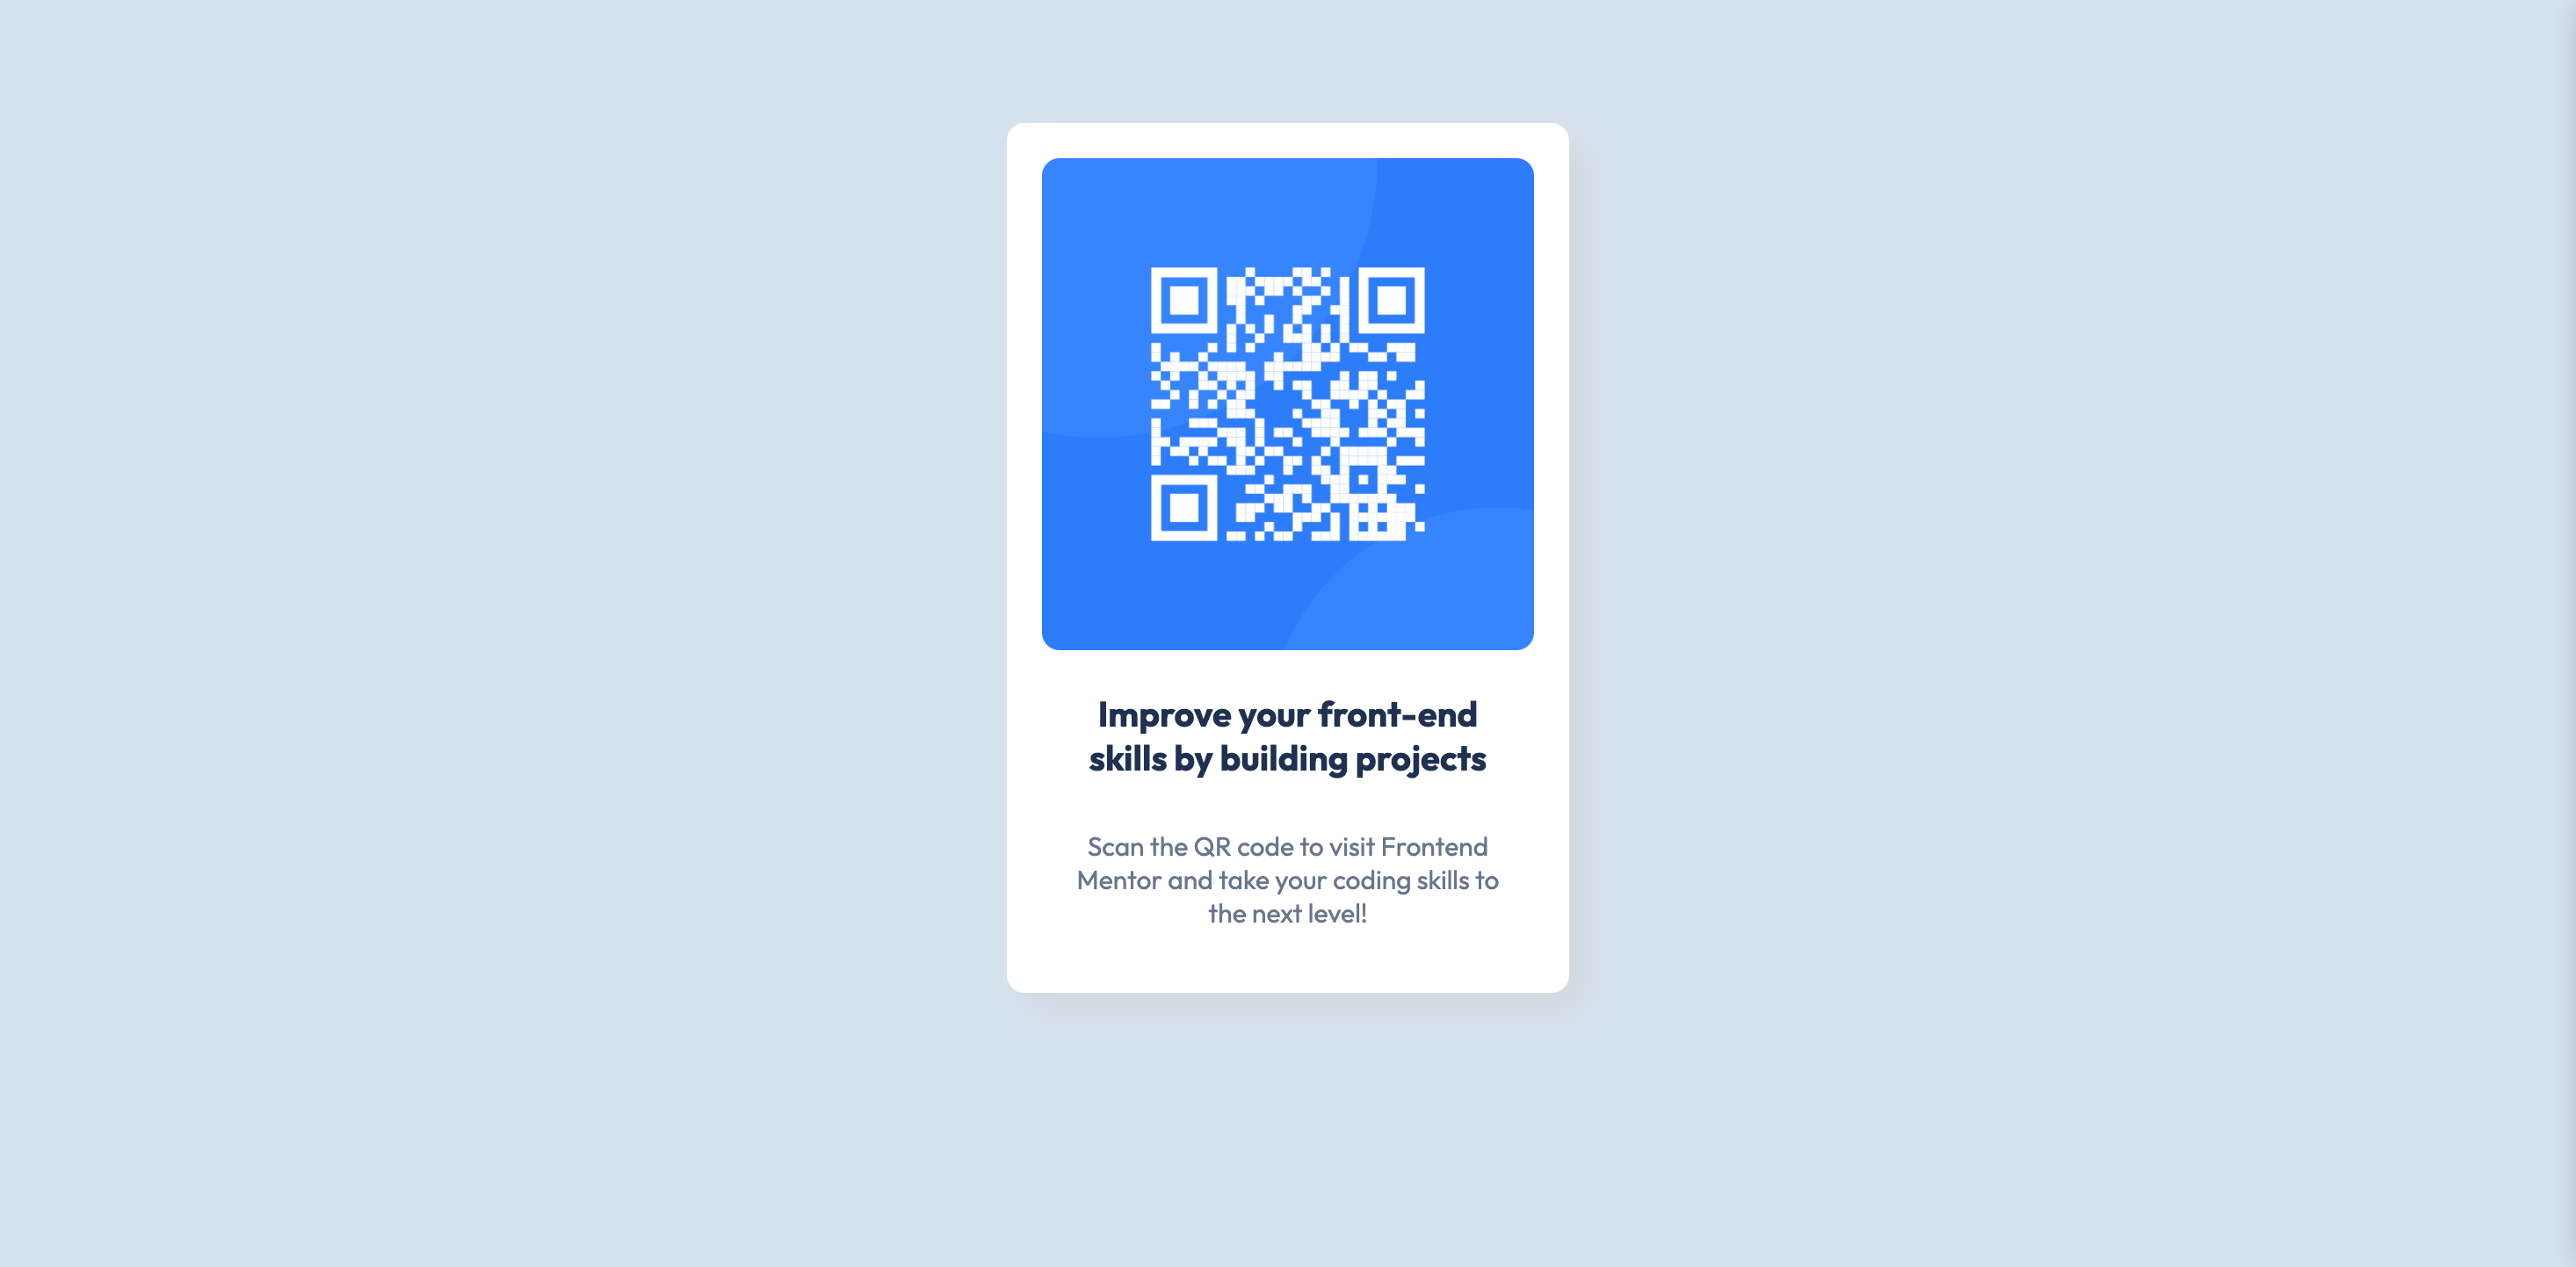 Improve your front-end
skills by building projects
Scan the QR code to visit Frontend
Mentor and take your coding skills to
the next level!